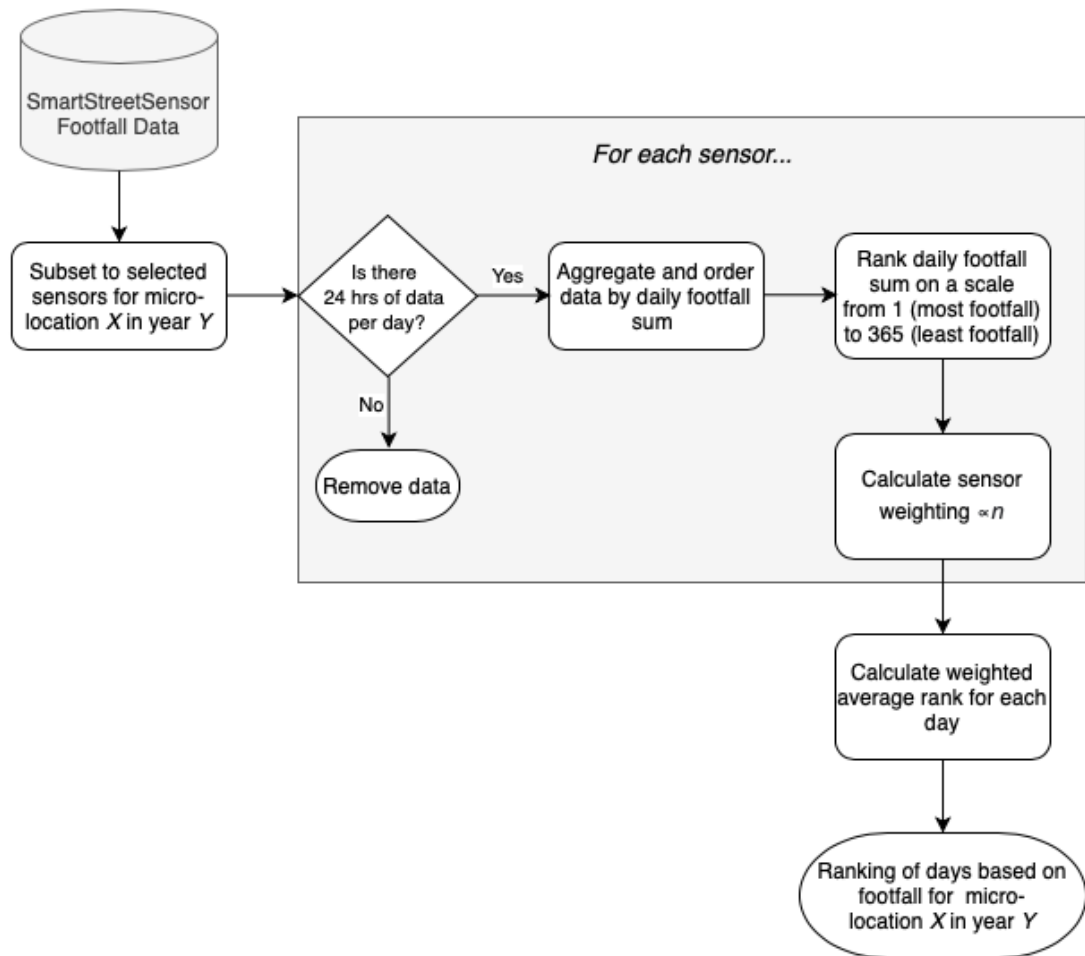 SmartStreetSensor
Footfall Data
For each sensor...
Subset to selected
sensors for micro-
location X in year Y
Is there
24 hrs of data
per day?
Yes
Aggregate and order
data by daily footfall
sum
Rank daily footfall
sum on a scale
from 1 (most footfall)
to 365 (least footfall)
No
Remove data
Calculate sensor
weighting ∝n
Calculate weighted
average rank for each
day
Ranking of days based on
footfall for micro-
location X in year Y